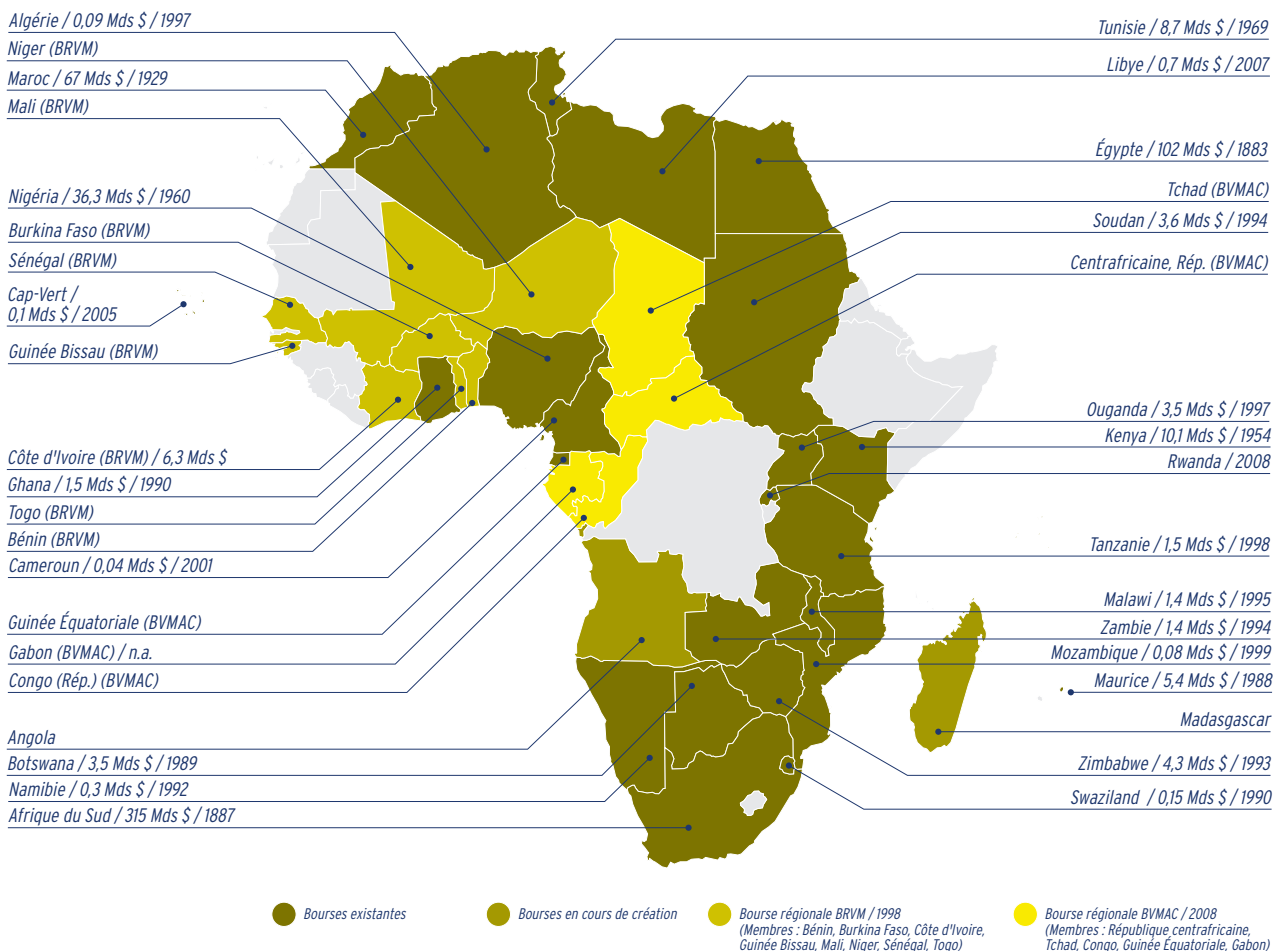 Algérie / 0,09 Mds $ / 1997
Niger (BRVM)
Maroc / 67 Mds $ / 1929
Mali (BRVM)
Nigéria / 36,3 Mds $ / 1960
Burkina Faso (BRVM)
Sénégal (BRVM)
Cap-Vert /
0,1 Mds $ / 2005
Guinée Bissau (BRVM)
Côte d'Ivoire (BRVM) / 6,3 Mds $
Ghana / 1,5 Mds $ / 1990
Togo (BRVM)
Bénin (BRVM)
Cameroun / 0,04 Mds $ / 2001
Guinée Équatoriale (BVMAC)
Gabon (BVMAC) / n.a.
Congo (Rép.) (BVMAC)
Angola
Botswana / 3,5 Mds $ / 1989
Namibie / 0,3 Mds $ / 1992
Afrique du Sud / 315 Mds $ / 1887
Tunisie / 8,7 Mds $ / 1969
Libye / 0,7 Mds $ / 2007
Égypte / 102 Mds $ / 1883
Tchad (BVMAC)
Soudan / 3,6 Mds $ / 1994
Centrafricaine, Rép. (BVMAC)
Ouganda / 3,5 Mds $ / 1997
Kenya / 10,1 Mds $ / 1954
Rwanda / 2008
Tanzanie / 1,5 Mds $ / 1998
Malawi / 1,4 Mds $ / 1995
Zambie / 1,4 Mds $ / 1994
Mozambique / 0,08 Mds $ / 1999
Maurice / 5,4 Mds $ / 1988
Madagascar
Zimbabwe / 4,3 Mds $ / 1993
Swaziland / 0,15 Mds $ / 1990
Bourses existantes
Bourses en cours de création
Bourse régionale BRVM / 1998
(Membres : Bénin, Burkina Faso, Côte d'Ivoire,
Guinée Bissau, Mali, Niger, Sénégal, Togo)
Bourse régionale BVMAC / 2008
(Membres : République centrafricaine,
Tchad, Congo, Guinée Équatoriale, Gabon)